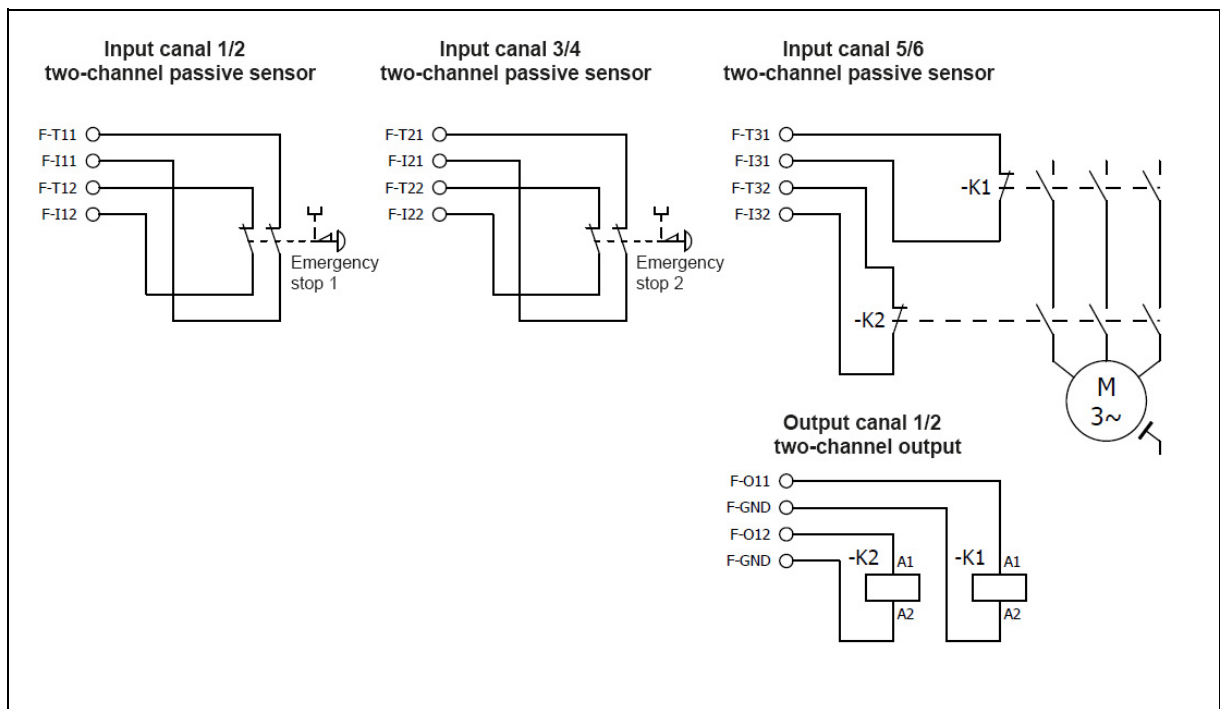 Input canal 1/2
two-channel passive sensor
F-T11
F-I11
F-T12
F-I12
Emergency
stop 1
Input canal 3/4
two-channel passive sensor
F-T21
F-I21
F-T22
F-I22
Emergency
stop 2
Input canal 5/6
two-channel passive sensor
F-T31
F-I31
F-T32
F-I32
-K1
-K2
M
3~
Output canal 1/2
two-channel output
F-O11
F-GND
F-O12
F-GND
-K2
A1
A2
-K1
A1
A2